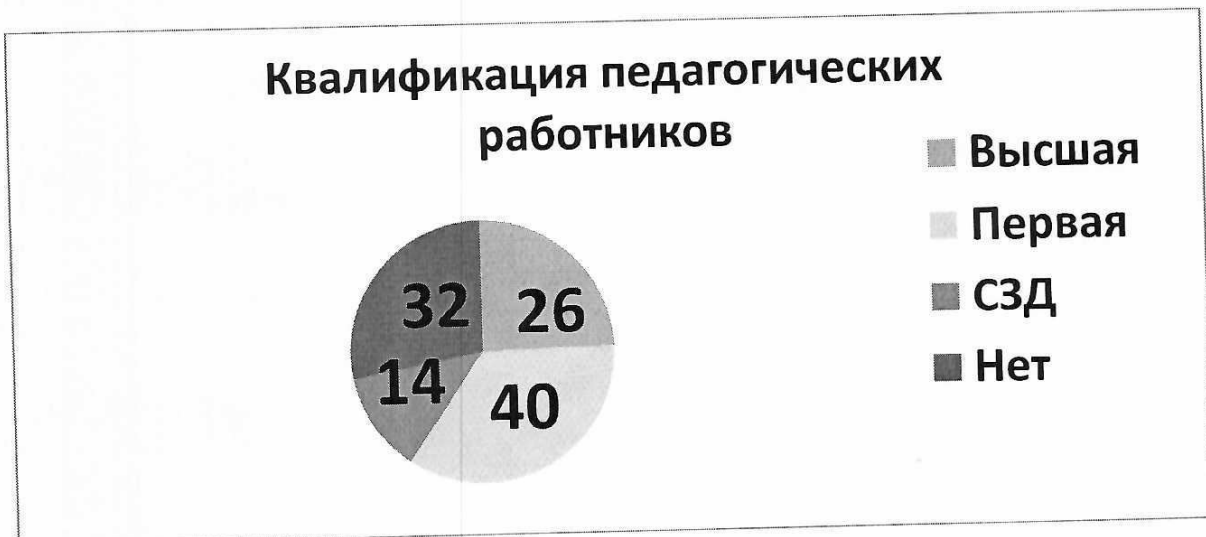 Квалификация педагогических
работников
Высшая
Первая
СЗД
Нет
32
26
14
40